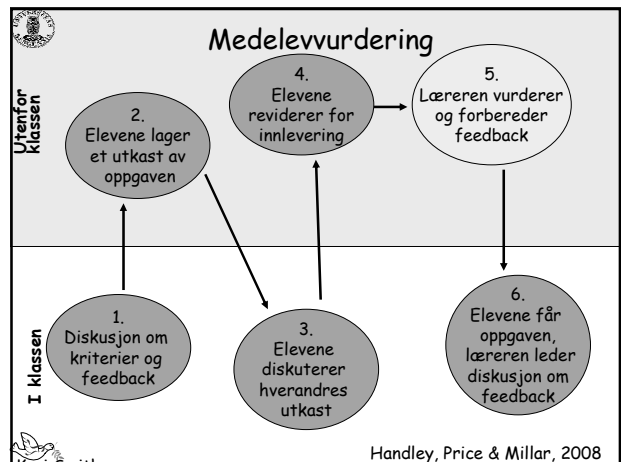 Medelevvurdering
Utenfor
klassen
2.
Elevene lager
et utkast av
oppgaven
4.
Elevene
reviderer for
innlevering
5.
Læreren vurderer
og forbereder
feedback
I klassen
1.
Diskusjon om
kriterier og
feedback
3.
Elevene
diskuterer
hverandres
utkast
6.
Elevene får
oppgaven,
læreren leder
diskusjon om
feedback
Handley, Price & Millar, 2008